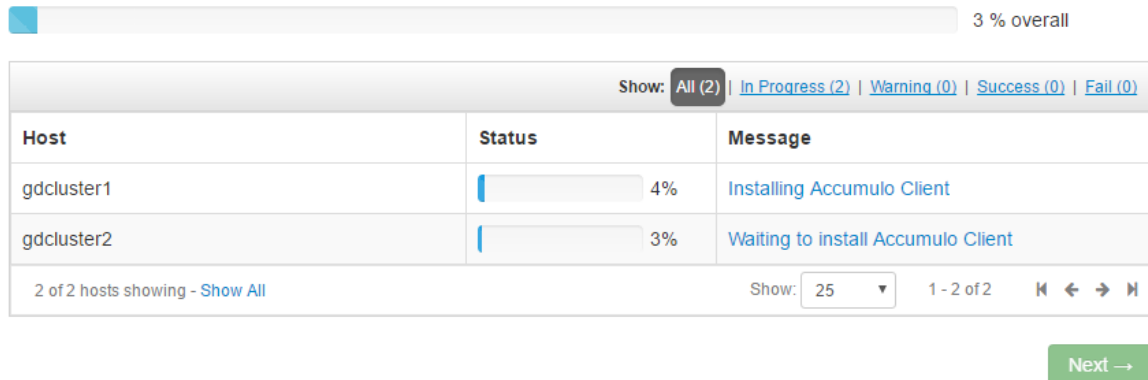 3 % overall
Show: All (2) | In Progress (2) | Warning (0) | Success (0) | Fail (0)
Host Status Message
gdcluster1 4% Installing Accumulo Client
gdcluster2 3% Waiting to install Accumulo Client
2 of 2 hosts showing - Show All Show: 25 1 - 2 of 2
Next →